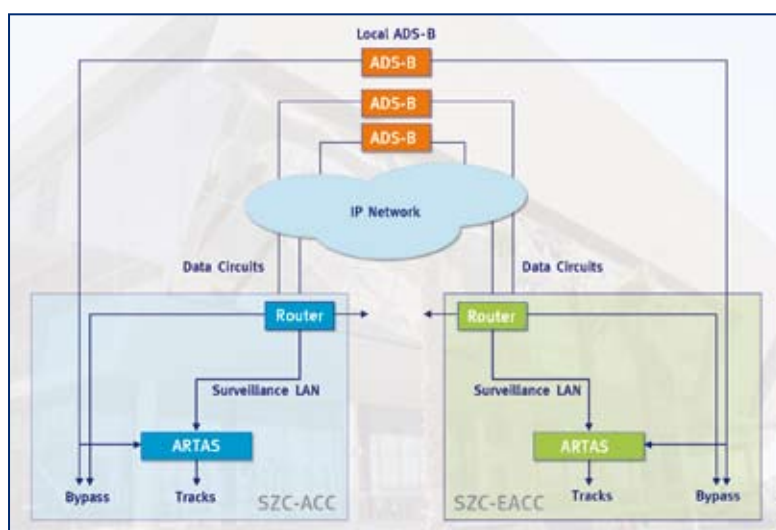 Local ADS-B
ADS-B
ADS-B
ADS-B
IP Network
Data Circuits
Data Circuits
Router
Router
Surveillance LAN
Surveillance LAN
ARTAS
ARTAS
Bypass
Tracks
SZC-ACC
SZC-EACC
Tracks
Bypass